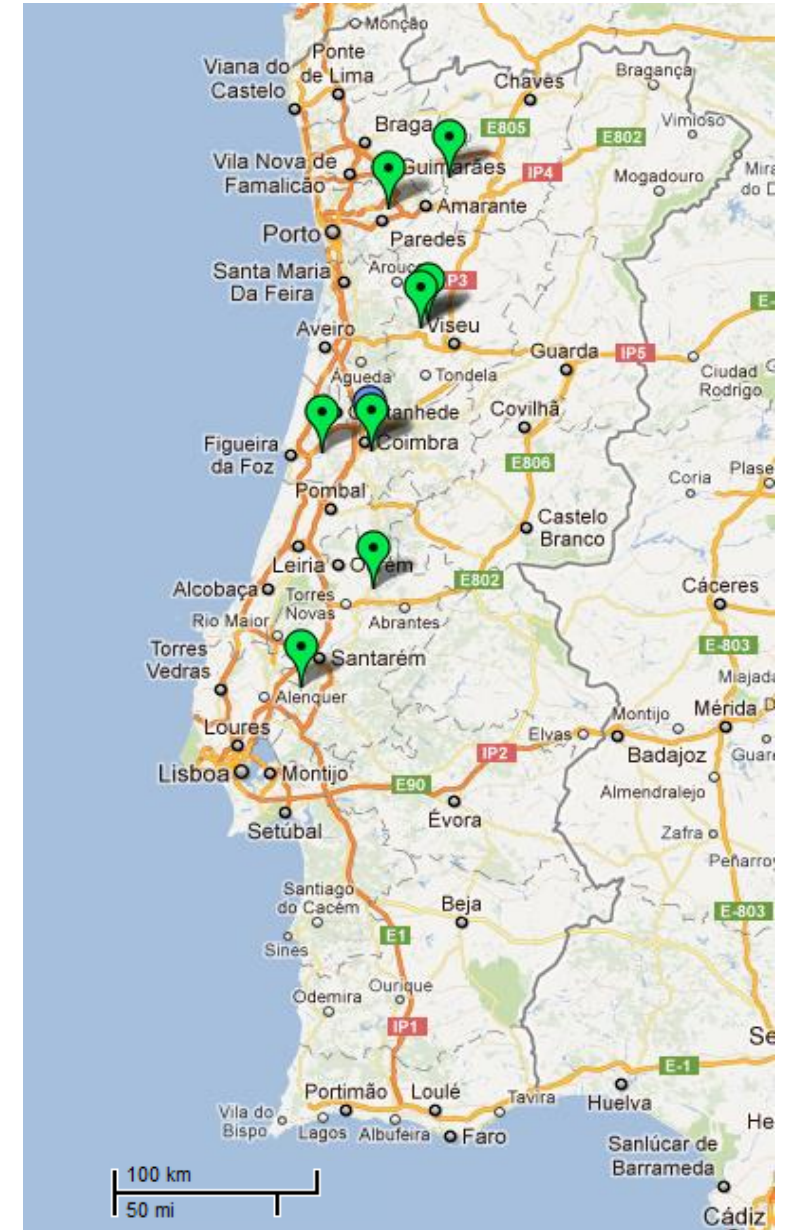 Monção
Ponte
de Lima
Viana do
Castelo
Chaves
Bragança
Braga
E805
Vimioso
E802
Vila Nova de
Famalicão
Guimarães
IP4
Mogadouro
Amarante
Porto
Paredes
Santa Maria
Da Feira
Viseu
Aveiro
Guarda
IP5
Águeda
Tondela
Ciudad
Rodrigo
Covilhã
Figueira
da Foz
Coimbra
E806
Coria
Pombal
Castelo
Branco
Leiria
E802
Alcobaça
Torres
Novas
Cáceres
Rio Maior
Abrantes
E-803
Torres
Vedras
Santarém
Alenquer
Montijo
Mérida
Loures
Elvas
IP2
Badajoz
Lisboa
Montijo
E90
Almendralejo
Évora
Setúbal
Zafra
Santiago
do Cacém
Beja
E-803
E1
Sines
Ourique
Odemira
IP1
E-1
Portimão
Loulé
Tavira
Huelva
Vila do
Bispo
Lagos
Albufeira
Faro
Sanlúcar de
Barrameda
100 km
50 mi
Cádiz